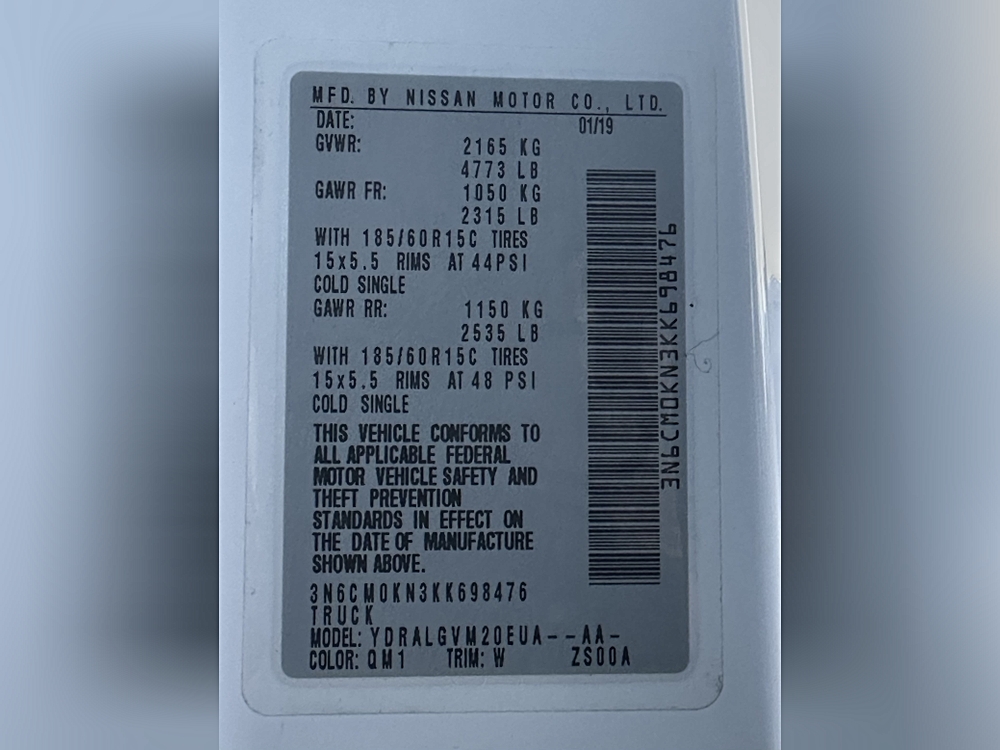 MFD. BY NISSAN MOTOR CO., LTD.
DATE: 01/19
GVWR: 2165 KG
4773 LB
GAWR FR: 1050 KG
2315 LB
WITH 185/60R15C TIRES
15x5.5 RIMS AT 44PSI
COLD SINGLE
GAWR RR: 1150 KG
2535 LB
WITH 185/60R15C TIRES
15x5.5 RIMS AT 48 PSI
COLD SINGLE
THIS VEHICLE CONFORMS TO
ALL APPLICABLE FEDERAL
MOTOR VEHICLE SAFETY AND
THEFT PREVENTION
STANDARDS IN EFFECT ON
THE DATE OF MANUFACTURE
SHOWN ABOVE.
3N6CM0KN3KK698476
TRUCK
MODEL: YDRALGVM20EUA--AA-
COLOR: QM1 TRIM: W ZS00A
3N6CM0KN3KK698476